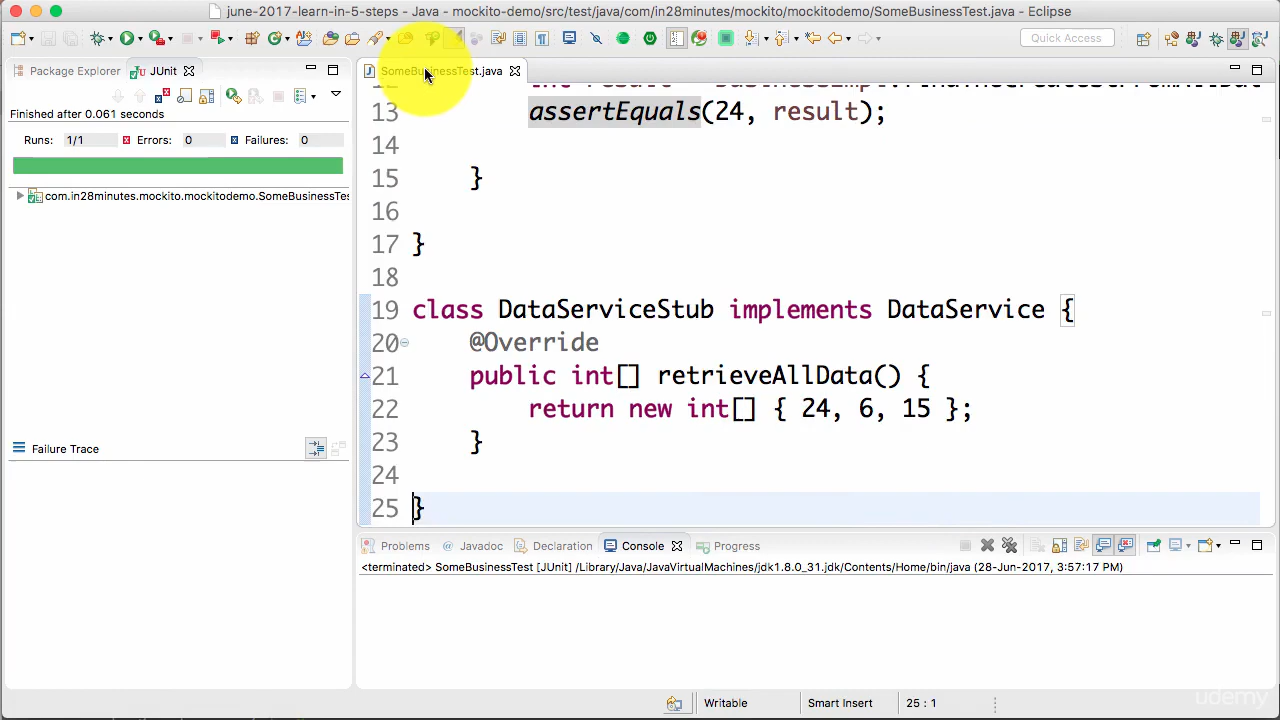 june-2017-learn-in-5-steps - Java - mockito-demo/src/test/java/com/in28minutes/mockito/mockitodemo/SomeBusinessTest.java - Eclipse
Quick Access
Package Explorer JUnit
SomeBusinessTest.java
Finished after 0.061 seconds
Runs: 1/1 Errors: 0 Failures: 0
com.in28minutes.mockito.mockitodemo.SomeBusinessTes
Failure Trace
12
13 assertEquals(24, result);
14
15 }
16
17 }
18
19 class DataServiceStub implements DataService {
20 @Override
21 public int[] retrieveAllData() {
22 return new int[] { 24, 6, 15 };
23 }
24
25 }
Problems Javadoc Declaration Console Progress
<terminated> SomeBusinessTest [JUnit] /Library/Java/JavaVirtualMachines/jdk1.8.0_31.jdk/Contents/Home/bin/java (28-Jun-2017, 3:57:17 PM)
Writable Smart Insert 25 : 1
udemy